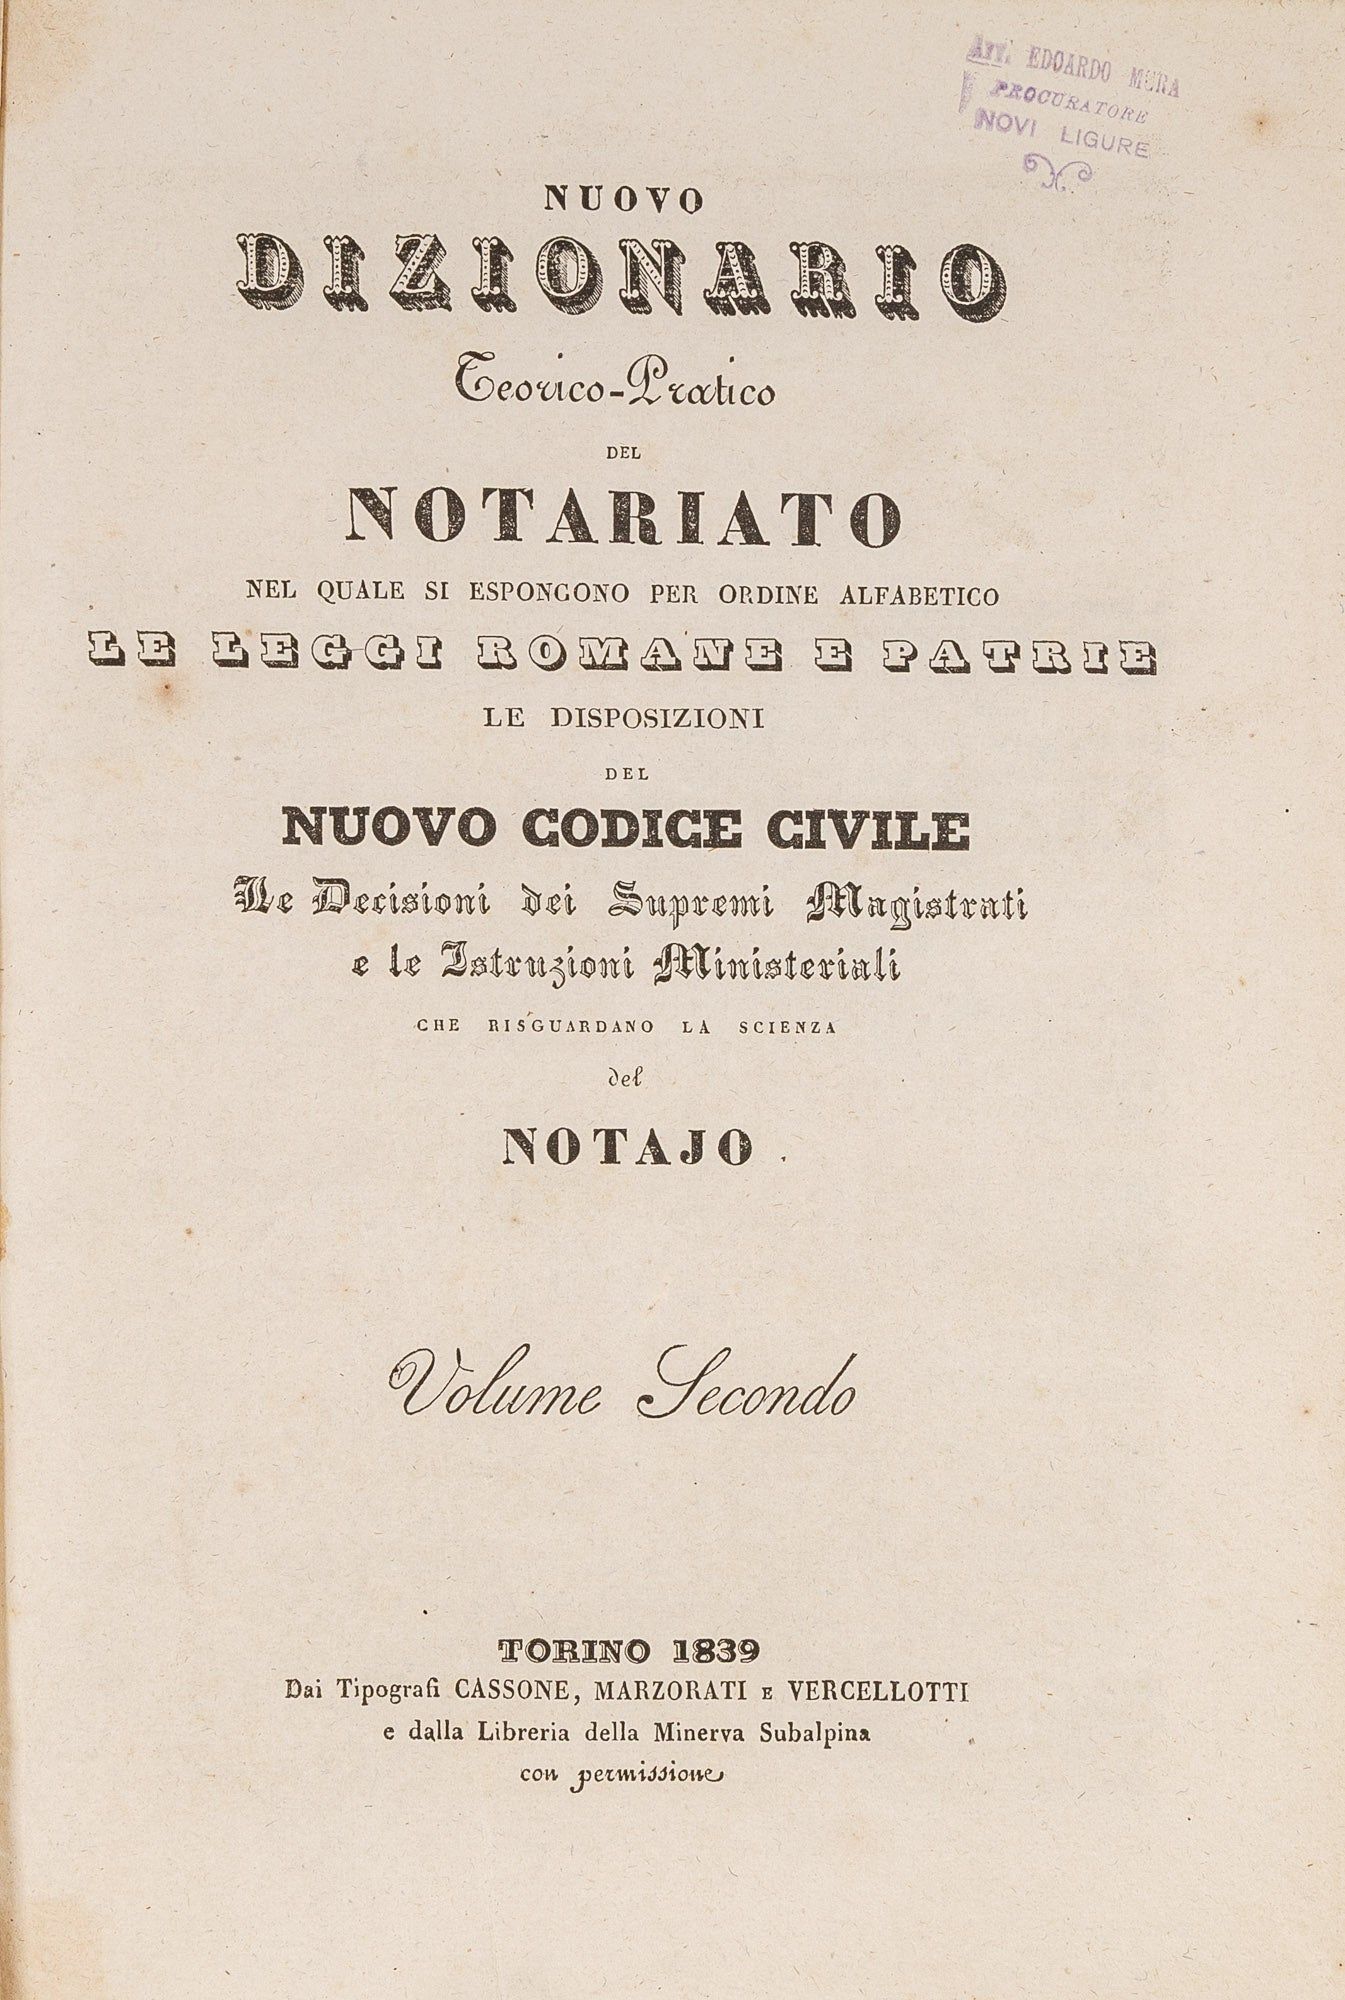 Avv. EDOARDO MURA
PROCURATORE
NOVI LIGURE
NUOVO
DIZIONARIO
Teorico-Pratico
DEL
NOTARIATO
NEL QUALE SI ESPONGONO PER ORDINE ALFABETICO
LE LEGGI ROMANE E PATRIE
LE DISPOSIZIONI
DEL
NUOVO CODICE CIVILE
Le Decisioni dei Supremi Magistrati
e le Istruzioni Ministeriali
CHE RISGUARDANO LA SCIENZA
del
NOTAJO
Volume Secondo
TORINO 1839
Dai Tipografi CASSONE, MARZORATI E VERCELLOTTI
e dalla Libreria della Minerva Subalpina
con permissione